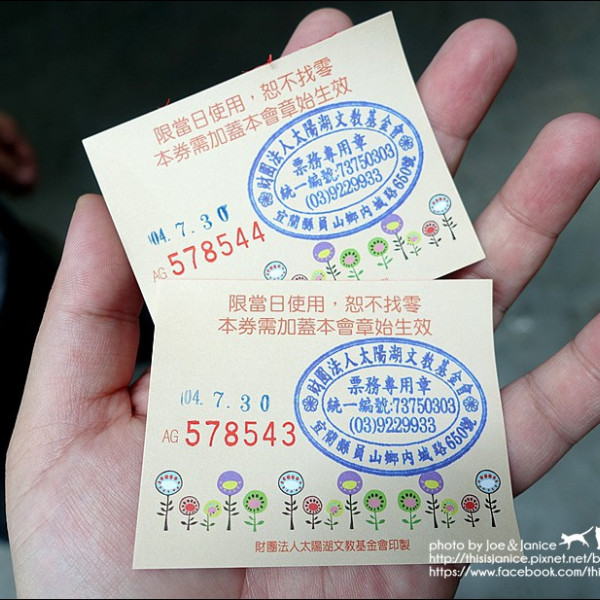 限當日使用，恕不找零
本券需加蓋本會章始生效
財團法人太陽湖文教基金會
票務專用章
統一編號:73750303
(03)9229933
宜蘭縣員山鄉內城路650號
104. 7. 30
AG 578544
限當日使用，恕不找零
本券需加蓋本會章始生效
財團法人太陽湖文教基金會
票務專用章
統一編號:73750303
(03)9229933
宜蘭縣員山鄉內城路650號
04. 7. 30
AG 578543
財團法人太陽湖文教基金會印製
photo by Joe & Janice
http://thisisjanice.pixnet.net/b
https://www.facebook.com/thi